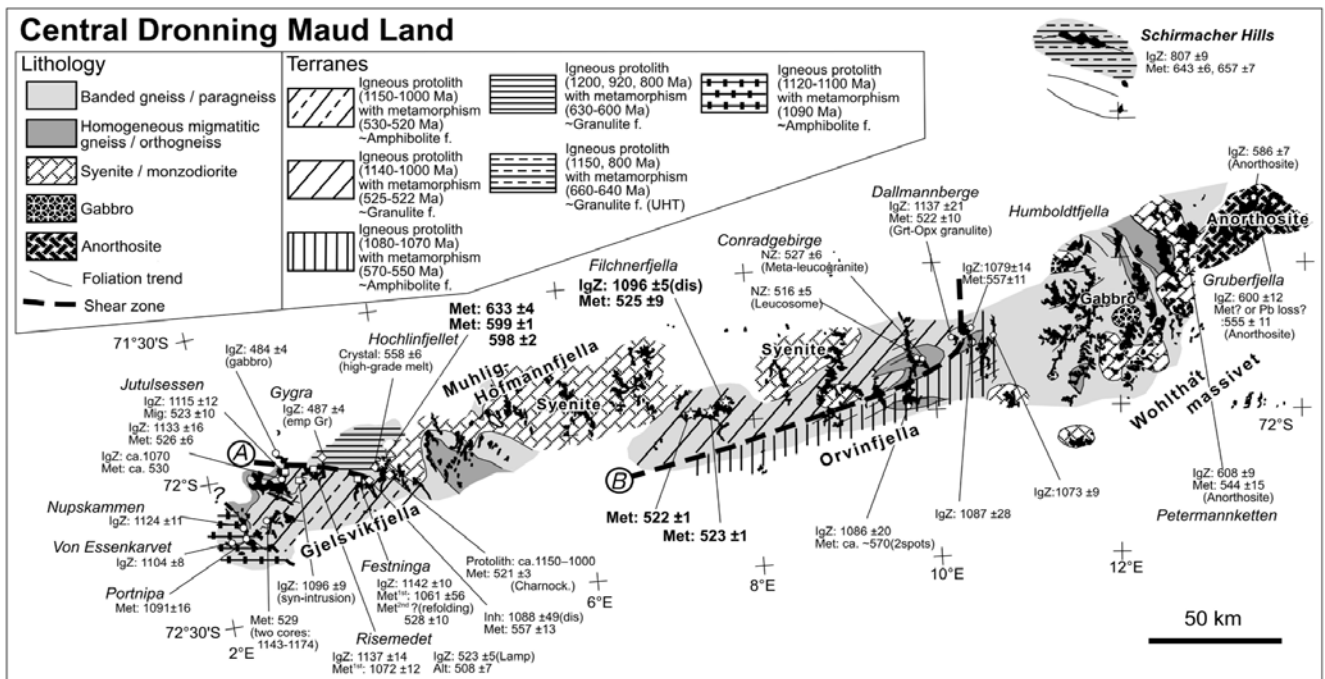 Central Dronning Maud Land
Lithology
Banded gneiss / paragneiss
Homogeneous migmatitic
gneiss / orthogneiss
Syenite / monzodiorite
Gabbro
Anorthosite
Foliation trend
Shear zone
Terranes
Igneous protolith
(1150-1000 Ma)
with metamorphism
(530-520 Ma)
~Amphibolite f.
Igneous protolith
(1140-1000 Ma)
with metamorphism
(525-522 Ma)
~Granulite f.
Igneous protolith
(1080-1070 Ma)
with metamorphism
(570-550 Ma)
~Amphibolite f.
Igneous protolith
(1200, 920, 800 Ma)
with metamorphism
(630-600 Ma)
~Granulite f.
Igneous protolith
(1150, 800 Ma)
with metamorphism
(660-640 Ma)
~Granulite f. (UHT)
Igneous protolith
(1120-1100 Ma)
with metamorphism
(1090 Ma)
~Amphibolite f.
Schirmacher Hills
IgZ: 807 ±9
Met: 643 ±6, 657 ±7
IgZ: 586 ±7
(Anorthosite)
Dallmannberge
IgZ: 1137 ±21
Met: 522 ±10
(Grt-Opx granulite)
Humboldtfjella
Anorthosite
Conradgebirge
NZ: 527 ±6
(Meta-leucogranite)
NZ: 516 ±5
(Leucosome)
IgZ:1079±14
Met:557±11
Filchnerfjella
IgZ: 1096 ±5(dis)
Met: 525 ±9
Gruberfjella
IgZ: 600 ±12
Met? or Pb loss?
:555 ± 11
(Anorthosite)
Gabbro
Met: 633 ±4
Met: 599 ±1
598 ±2
71°30'S
Hochlinfjellet
Crystal: 558 ±6
(high-grade melt)
IgZ: 484 ±4
(gabbro)
Muhlig-
Hofmannfjella
Syenite
Syenite
Jutulsessen
IgZ: 1115 ±12
Mig: 523 ±10
IgZ: 1133 ±16
Met: 526 ±6
IgZ: ca.1070
Met: ca. 530
Gygra
IgZ: 487 ±4
(emp Gr)
Wohlthat
massivet
72°S
A
Orvinfjella
B
72°S
?
IgZ: 608 ±9
Met: 544 ±15
(Anorthosite)
Petermannketten
Nupskammen
IgZ: 1124 ±11
Gjelsvikfjella
Met: 522 ±1
Met: 523 ±1
IgZ: 1086 ±20
Met: ca. ~570(2spots)
IgZ: 1087 ±28
IgZ:1073 ±9
Von Essenkarvet
IgZ: 1104 ±8
Portnipa
Met: 1091±16
IgZ: 1096 ±9
(syn-intrusion)
Festninga
IgZ: 1142 ±10
Met1st: 1061 ±56
Met2nd ?(refolding)
528 ±10
Protolith: ca.1150–1000
Met: 521 ±3
(Charnock.)
6°E
8°E
10°E
12°E
Inh: 1088 ±49(dis)
Met: 557 ±13
50 km
72°30'S
2°E
Met: 529
(two cores:
1143-1174)
Risemedet
IgZ: 1137 ±14
Met1st: 1072 ±12
IgZ: 523 ±5(Lamp)
Alt: 508 ±7